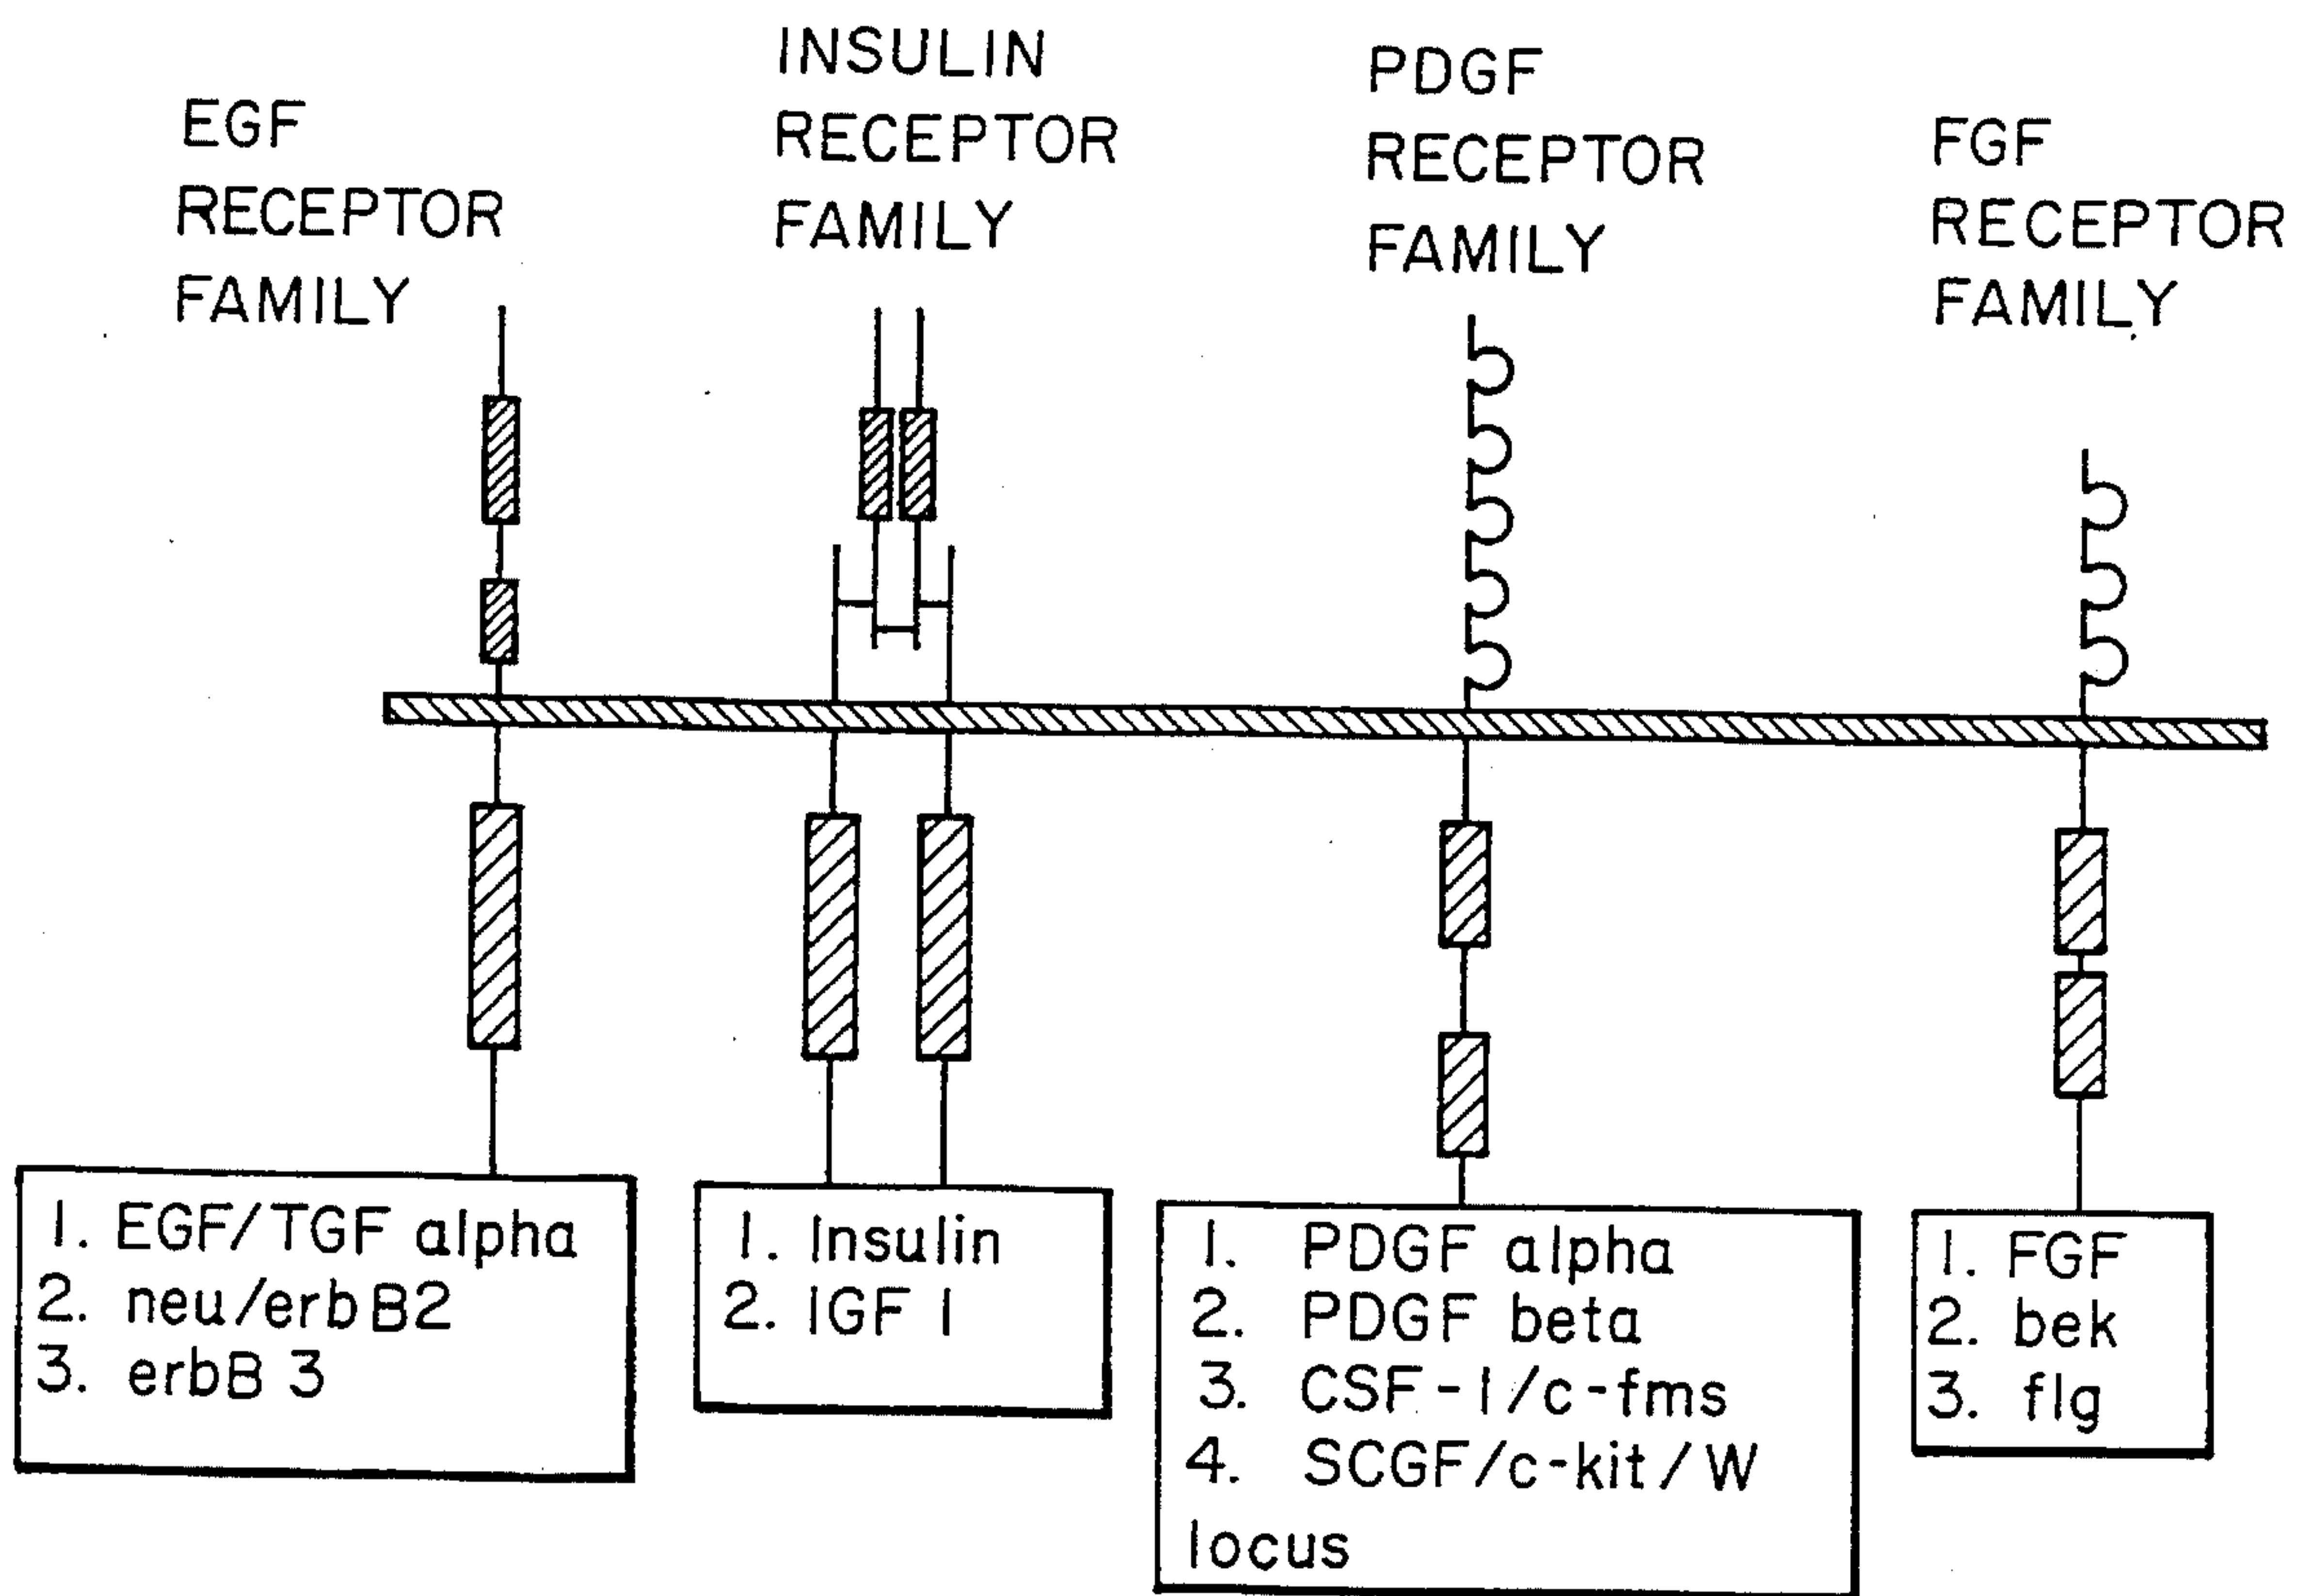 EGF
RECEPTOR
FAMILY
INSULIN
RECEPTOR
FAMILY
PDGF
RECEPTOR
FAMILY
FGF
RECEPTOR
FAMILY
1. EGF/TGF alpha
2. neu/erbB2
3. erbB 3
1. Insulin
2. IGF 1
1. PDGF alpha
2. PDGF beta
3. CSF-1/c-fms
4. SCGF/c-kit/W
locus
1. FGF
2. bek
3. flg